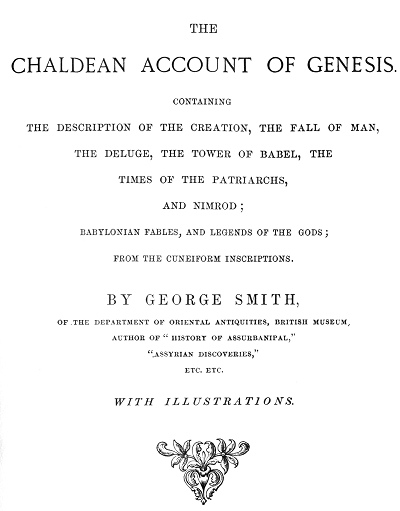 THE
CHALDEAN ACCOUNT OF GENESIS.
CONTAINING
THE DESCRIPTION OF THE CREATION, THE FALL OF MAN,
THE DELUGE, THE TOWER OF BABEL, THE
TIMES OF THE PATRIARCHS,
AND NIMROD;
BABYLONIAN FABLES, AND LEGENDS OF THE GODS;
FROM THE CUNEIFORM INSCRIPTIONS.
BY GEORGE SMITH,
OF THE DEPARTMENT OF ORIENTAL ANTIQUITIES, BRITISH MUSEUM,
AUTHOR OF "HISTORY OF ASSURBANIPAL,"
"ASSYRIAN DISCOVERIES,"
ETC. ETC.
WITH ILLUSTRATIONS.